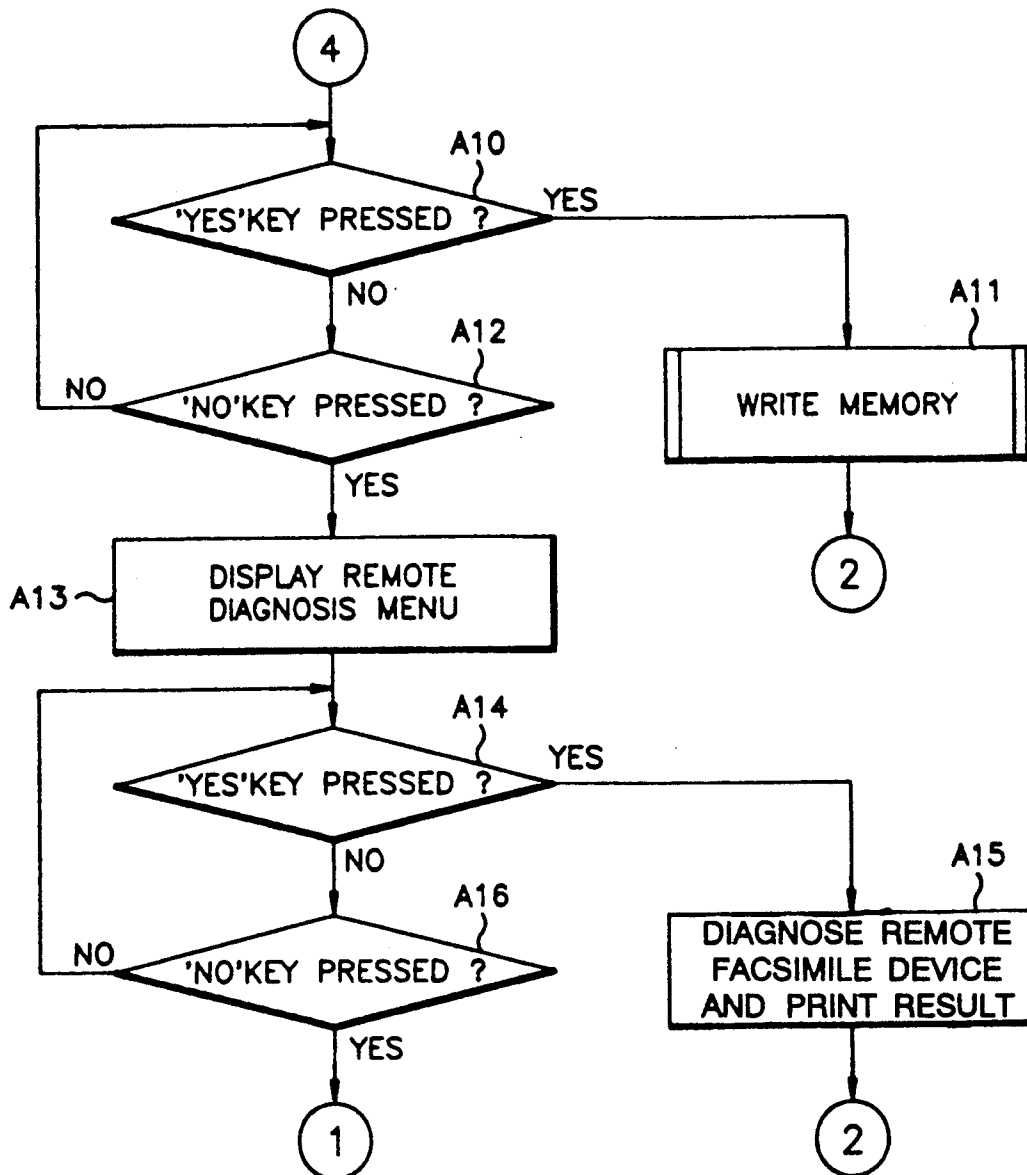 4
A10
'YES'KEY PRESSED ?
YES
NO
A11
WRITE MEMORY
2
A12
'NO'KEY PRESSED ?
NO
YES
A13
DISPLAY REMOTE
DIAGNOSIS MENU
A14
'YES'KEY PRESSED ?
YES
NO
A15
DIAGNOSE REMOTE
FACSIMILE DEVICE
AND PRINT RESULT
2
A16
'NO'KEY PRESSED ?
NO
YES
1